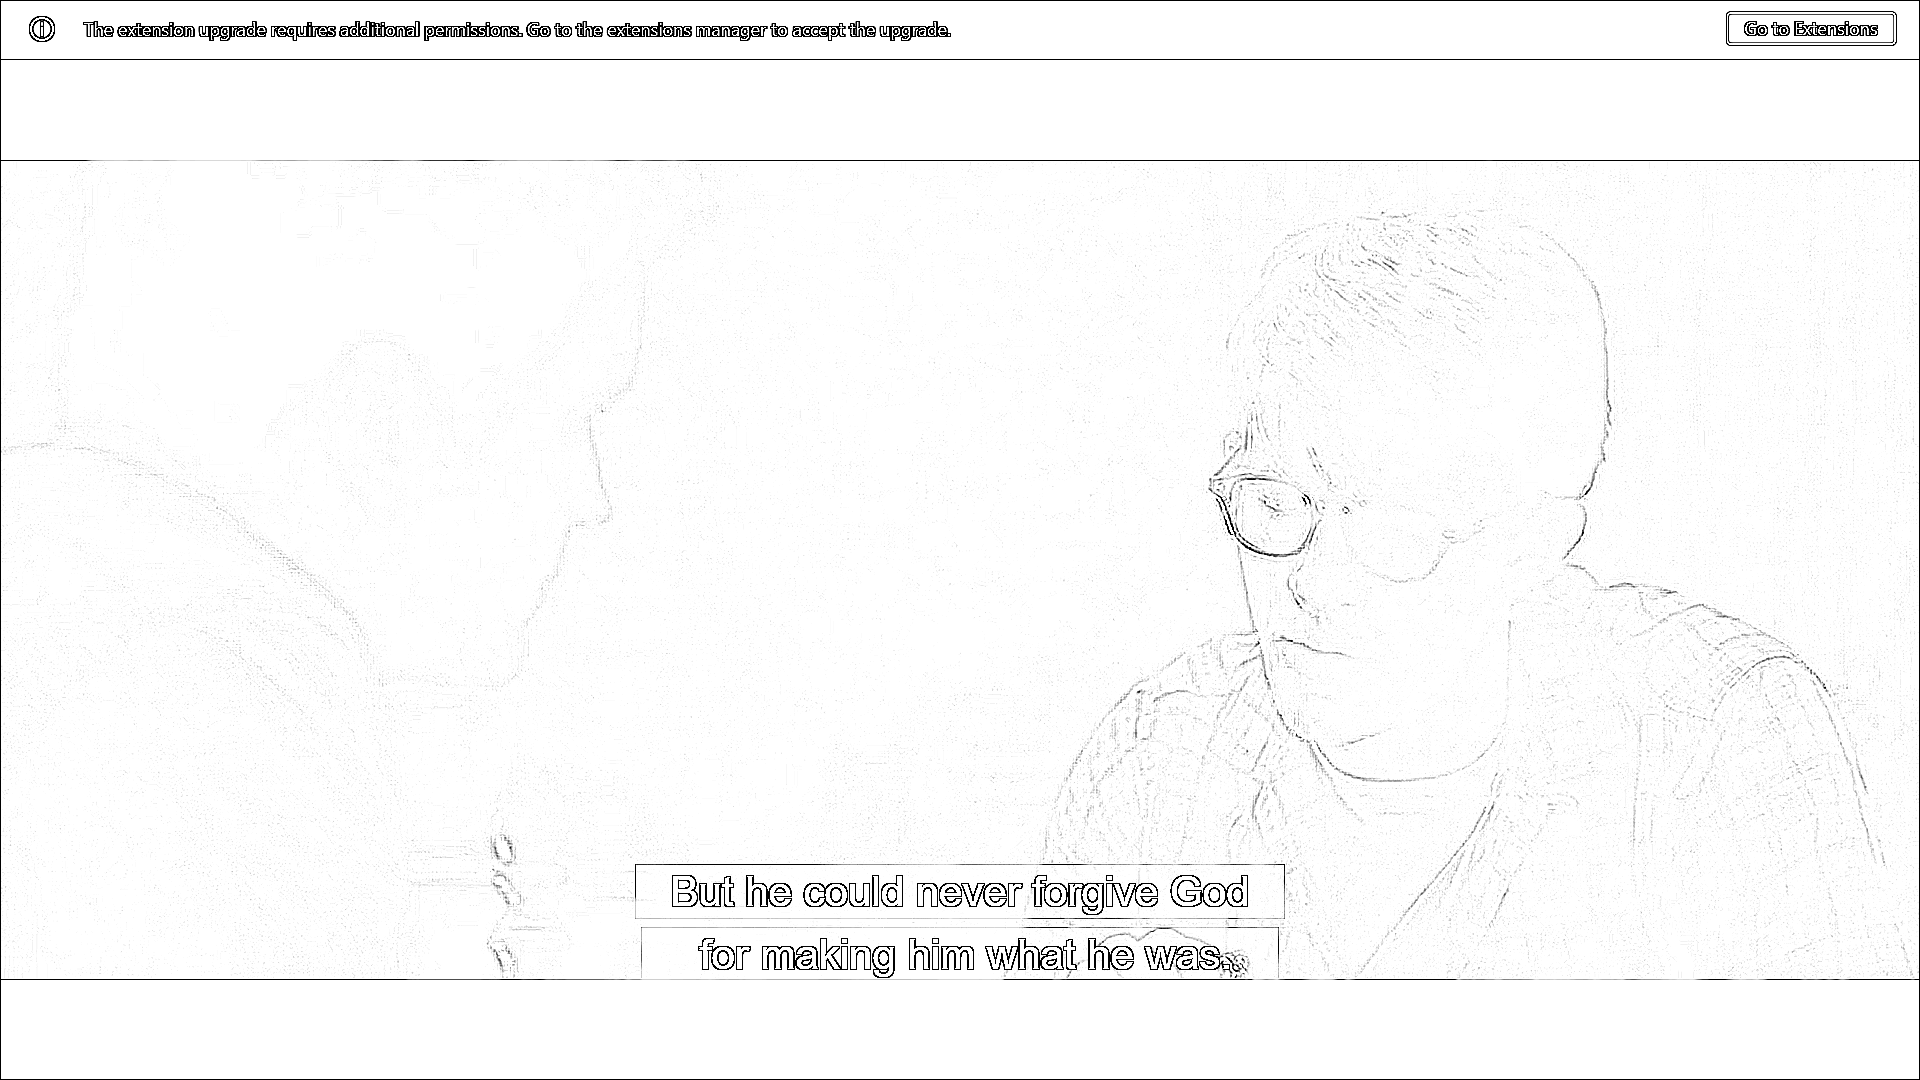 The extension upgrade requires additional permissions. Go to the extensions manager to accept the upgrade.
Go to Extensions
But he could never forgive God
for making him what he was.